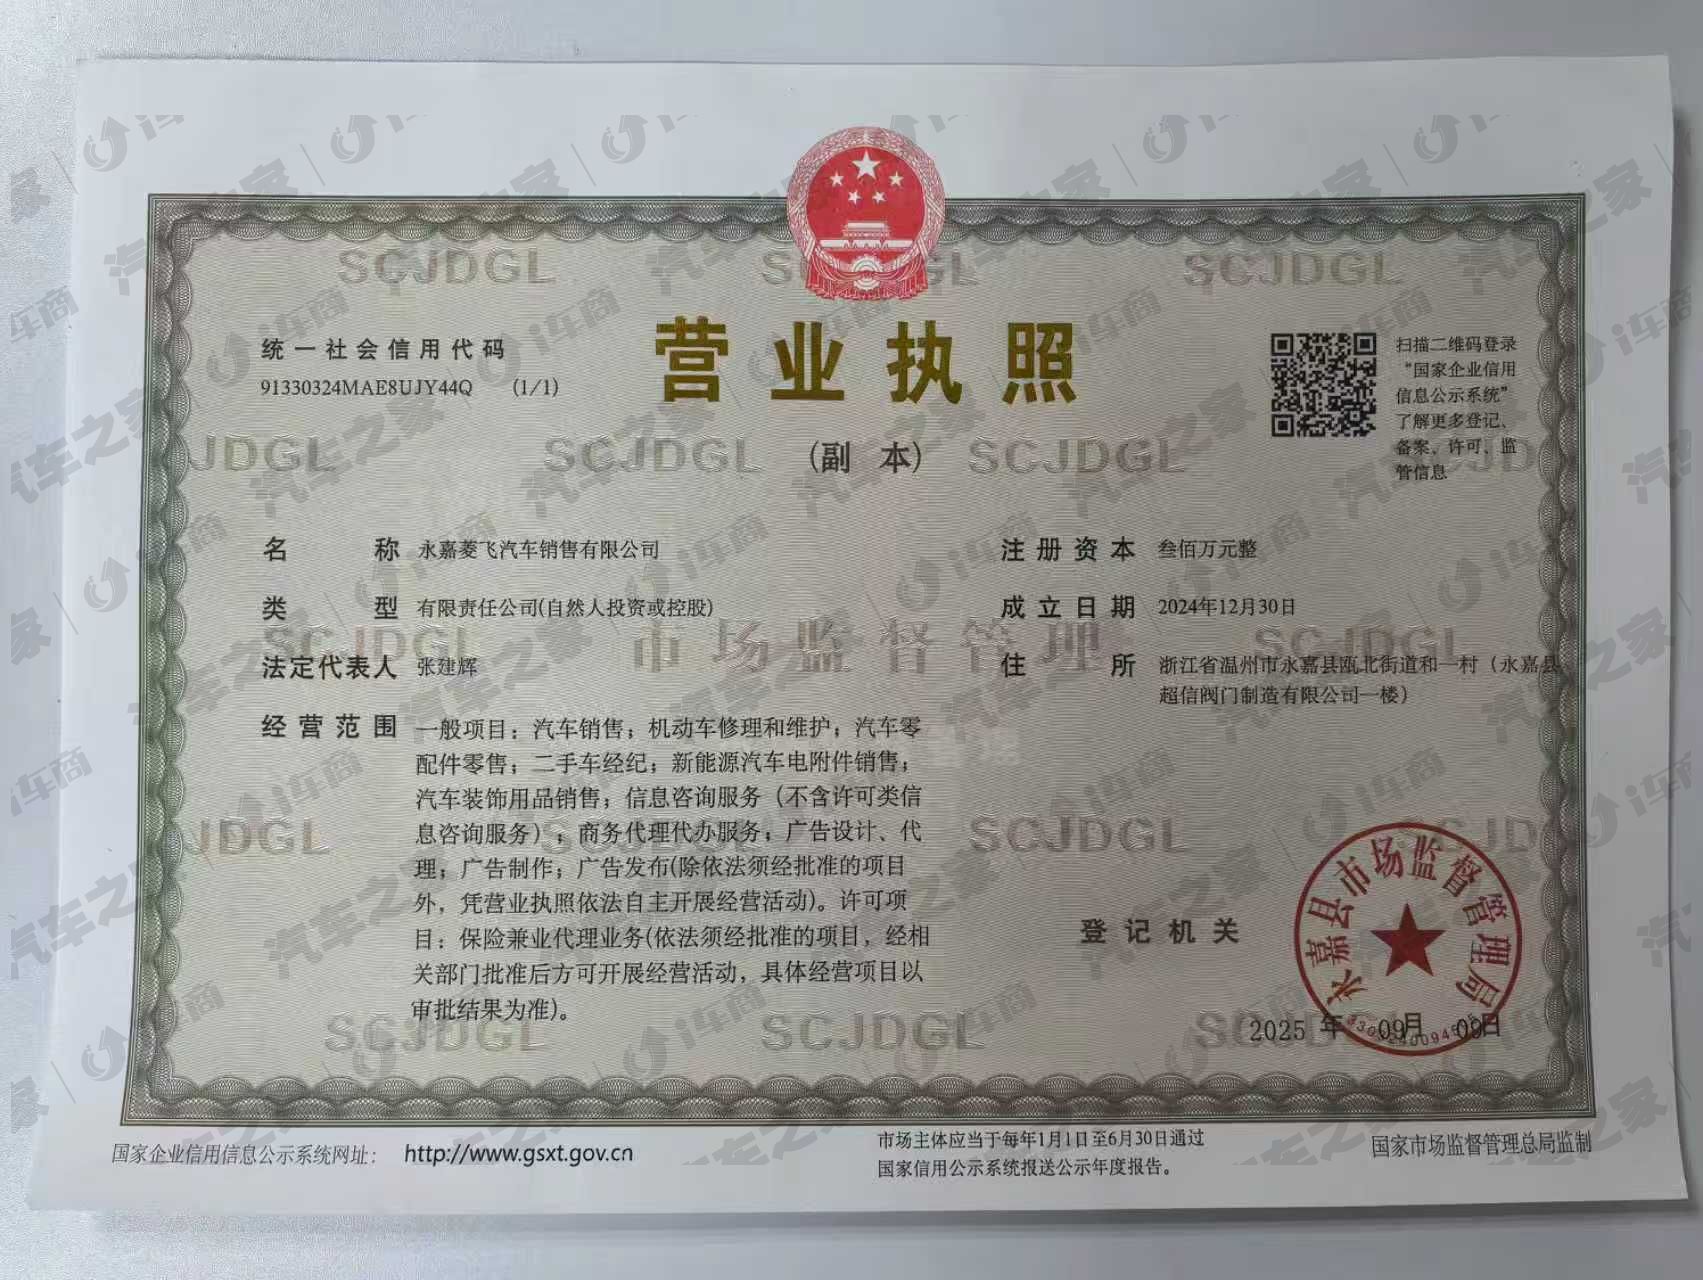 统一社会信用代码
91330324MAE8UJY44Q (1/1)
营业执照
(副 本)
扫描二维码登录
“国家企业信用
信息公示系统”
了解更多登记、
备案、许可、监
管信息
名 称 永嘉菱飞汽车销售有限公司
类 型 有限责任公司(自然人投资或控股)
法定代表人 张建辉
经营范围 一般项目：汽车销售；机动车修理和维护；汽车零
配件零售；二手车经纪；新能源汽车电附件销售；
汽车装饰用品销售；信息咨询服务（不含许可类信
息咨询服务）；商务代理代办服务；广告设计、代
理；广告制作；广告发布(除依法须经批准的项目
外，凭营业执照依法自主开展经营活动)。许可项
目：保险兼业代理业务(依法须经批准的项目，经相
关部门批准后方可开展经营活动，具体经营项目以
审批结果为准)。
注册资本 叁佰万元整
成立日期 2024年12月30日
住 所 浙江省温州市永嘉县瓯北街道和一村（永嘉县
超信阀门制造有限公司一楼）
登记机关
永嘉县市场监督管理局
2025 年 09月 09日
国家企业信用信息公示系统网址： http://www.gsxt.gov.cn
市场主体应当于每年1月1日至6月30日通过
国家信用公示系统报送公示年度报告。
国家市场监督管理总局监制
SCJDGL
市场监督管理
汽车之家
i车商